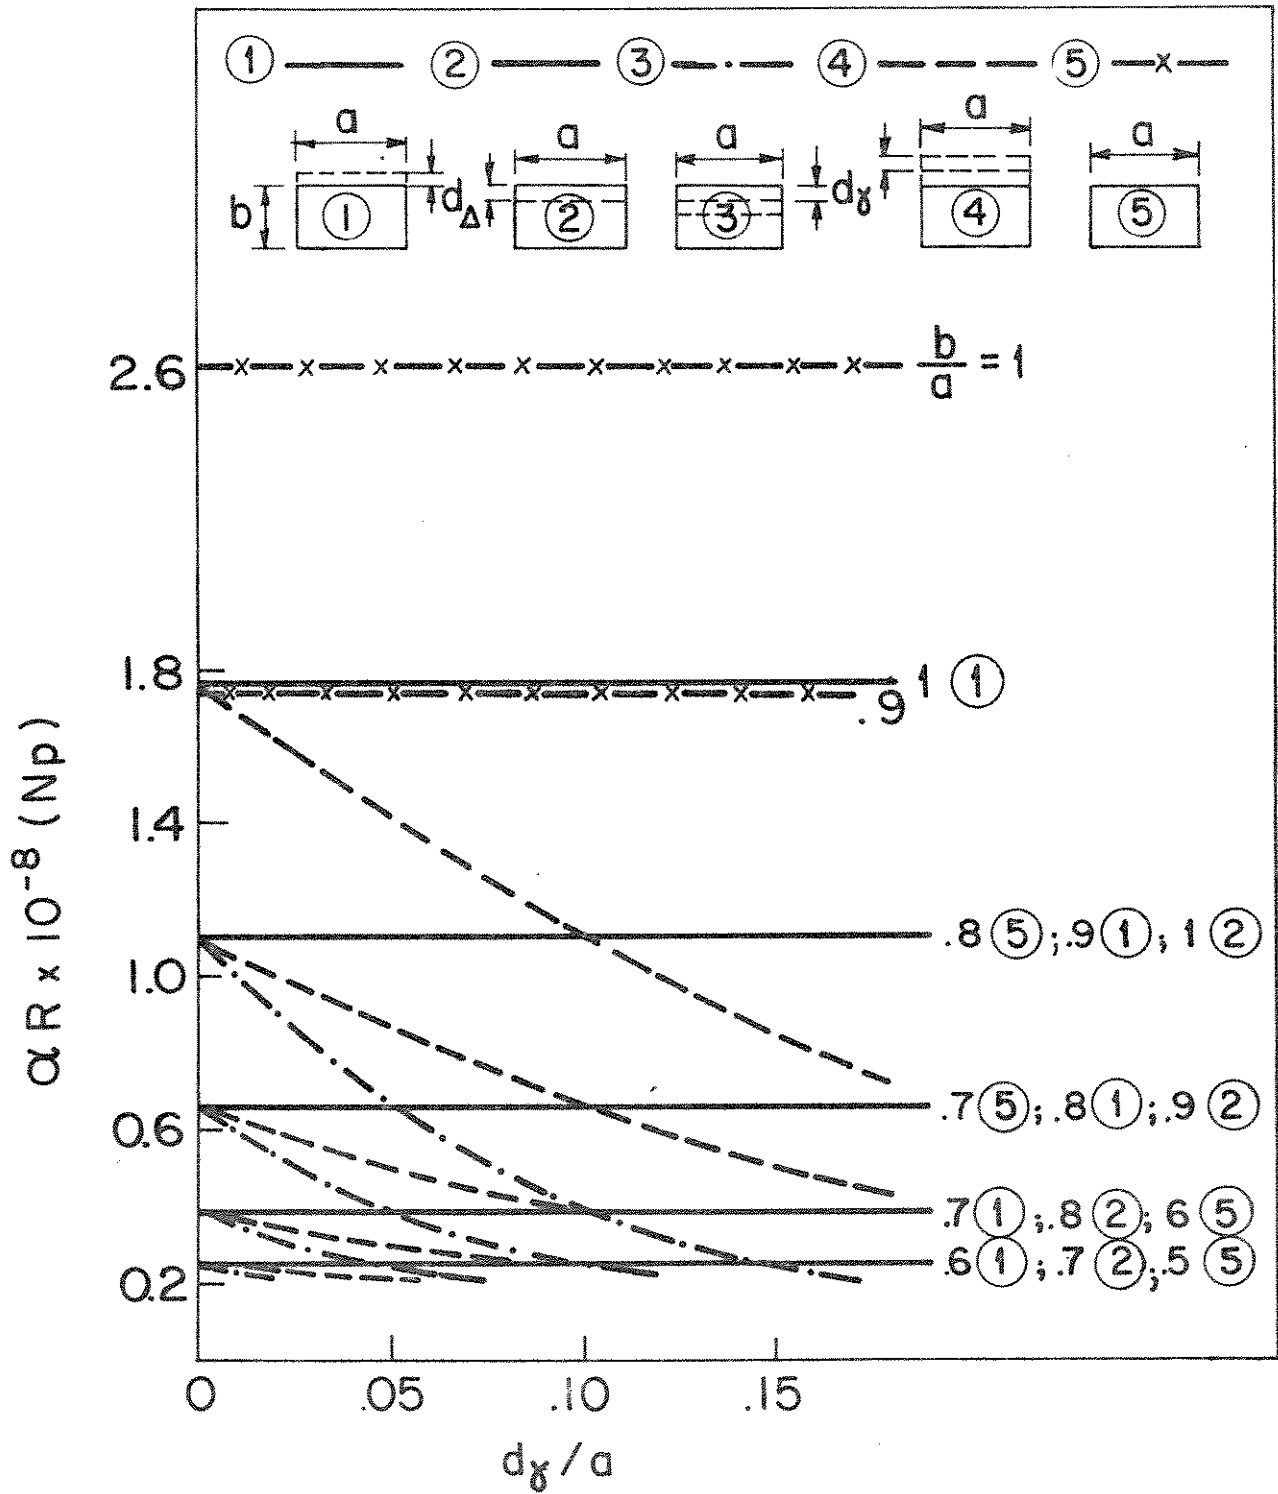 ① ② ③ ④ ⑤
a a a a a
b ① d_Δ ② ③ d_γ ④ ⑤
2.6 b/a = 1
1.8 1 ①
.9
1.4
.8 ⑤ ; .9 ① ; 1 ②
1.0
.7 ⑤ ; .8 ① ; .9 ②
0.6
.7 ① ; .8 ② ; 6 ⑤
.6 ① ; .7 ② ; .5 ⑤
0.2
0 .05 .10 .15
d_γ / a
α R x 10⁻⁸ (Np)